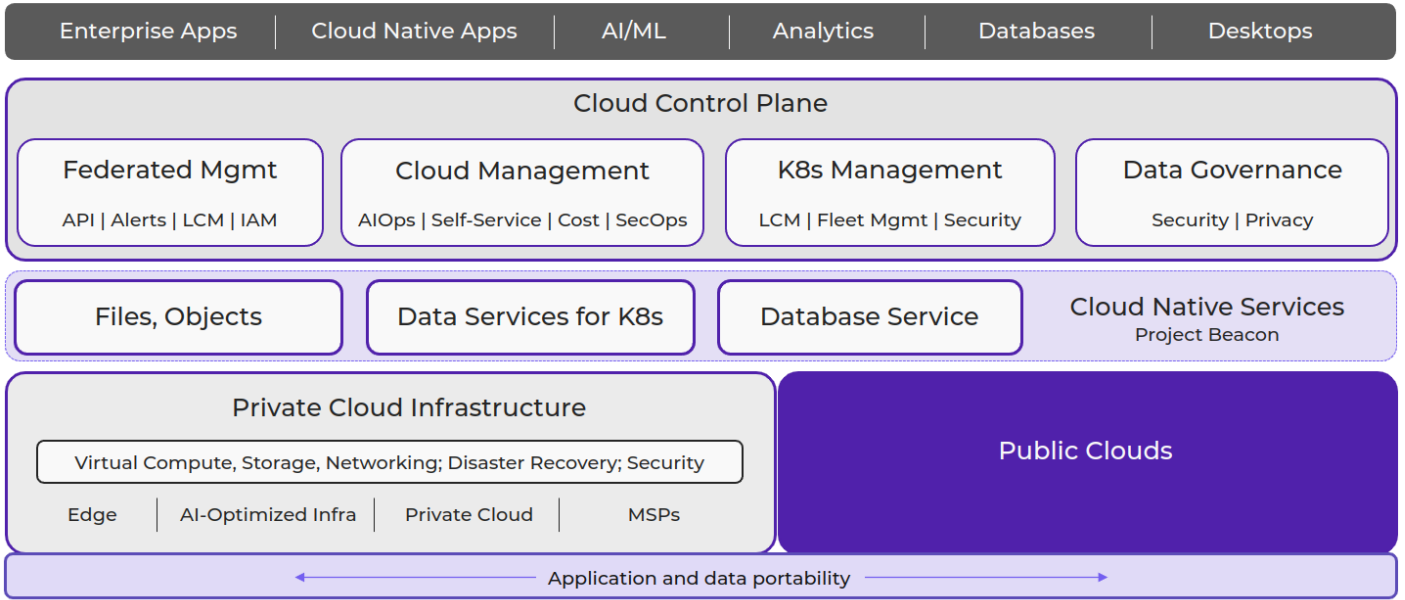 Enterprise Apps | Cloud Native Apps | AI/ML | Analytics | Databases | Desktops
Cloud Control Plane
Federated Mgmt
API | Alerts | LCM | IAM
Cloud Management
AIOps | Self-Service | Cost | SecOps
K8s Management
LCM | Fleet Mgmt | Security
Data Governance
Security | Privacy
Files, Objects
Data Services for K8s
Database Service
Cloud Native Services
Project Beacon
Private Cloud Infrastructure
Virtual Compute, Storage, Networking; Disaster Recovery; Security
Edge | AI-Optimized Infra | Private Cloud | MSPs
Public Clouds
Application and data portability